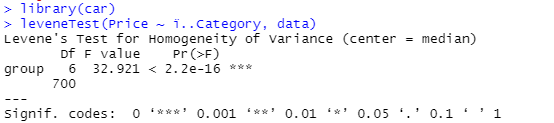 > library(car)
> leveneTest(Price ~ ï..Category, data)
Levene's Test for Homogeneity of Variance (center = median)
Df F value Pr(>F)
group 6 32.921 < 2.2e-16 ***
700
---
Signif. codes: 0 ‘***’ 0.001 ‘**’ 0.01 ‘*’ 0.05 ‘.’ 0.1 ‘ ’ 1